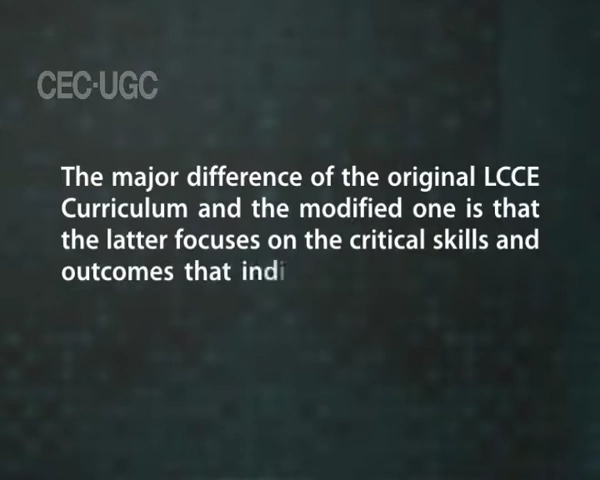 CEC-UGC
The major difference of the original LCCE
Curriculum and the modified one is that
the latter focuses on the critical skills and
outcomes that indi